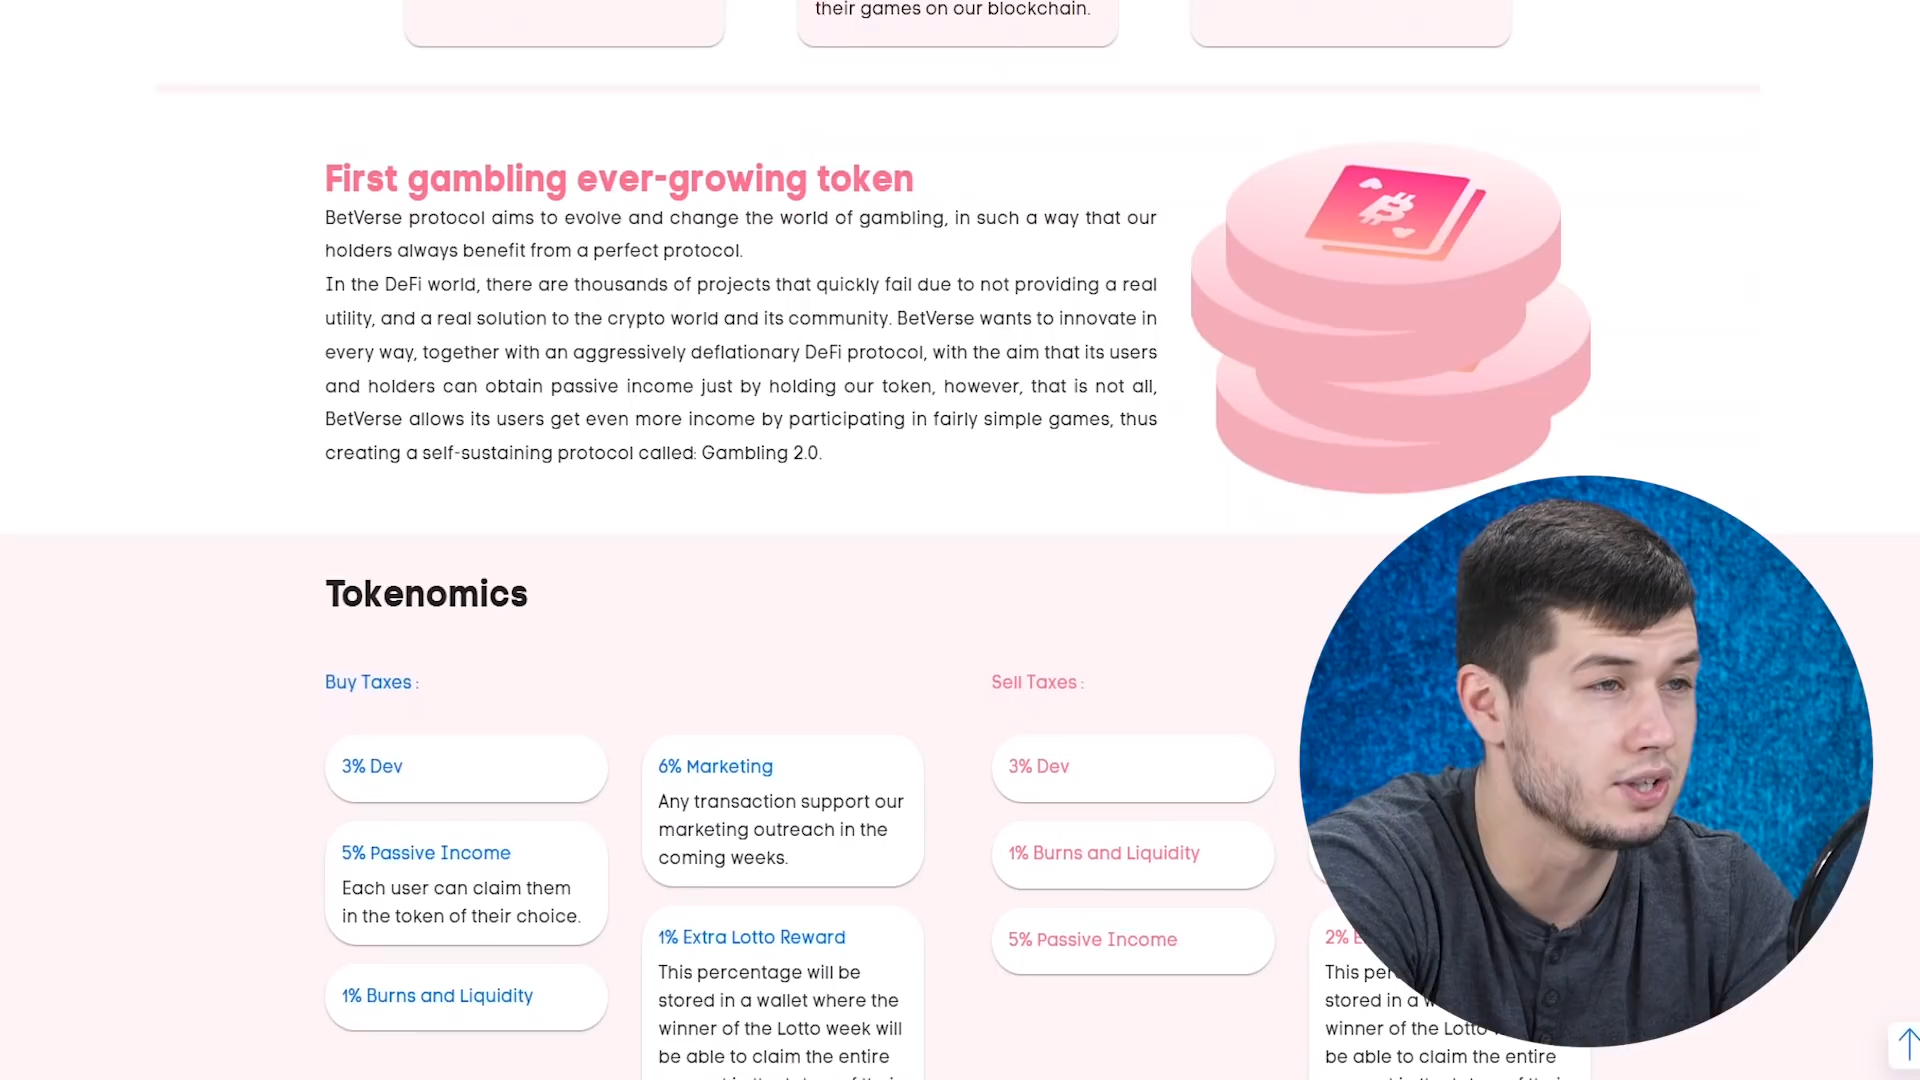 their games on our blockchain.
First gambling ever-growing token
BetVerse protocol aims to evolve and change the world of gambling, in such a way that our
holders always benefit from a perfect protocol.
In the DeFi world, there are thousands of projects that quickly fail due to not providing a real
utility, and a real solution to the crypto world and its community. BetVerse wants to innovate in
every way, together with an aggressively deflationary DeFi protocol, with the aim that its users
and holders can obtain passive income just by holding our token, however, that is not all,
BetVerse allows its users get even more income by participating in fairly simple games, thus
creating a self-sustaining protocol called: Gambling 2.0.
Tokenomics
Buy Taxes :
3% Dev
5% Passive Income
Each user can claim them
in the token of their choice.
1% Burns and Liquidity
6% Marketing
Any transaction support our
marketing outreach in the
coming weeks.
1% Extra Lotto Reward
This percentage will be
stored in a wallet where the
winner of the Lotto week will
be able to claim the entire
Sell Taxes :
3% Dev
1% Burns and Liquidity
5% Passive Income
2%
This
stored in a
winner of the Lotto
be able to claim the entire